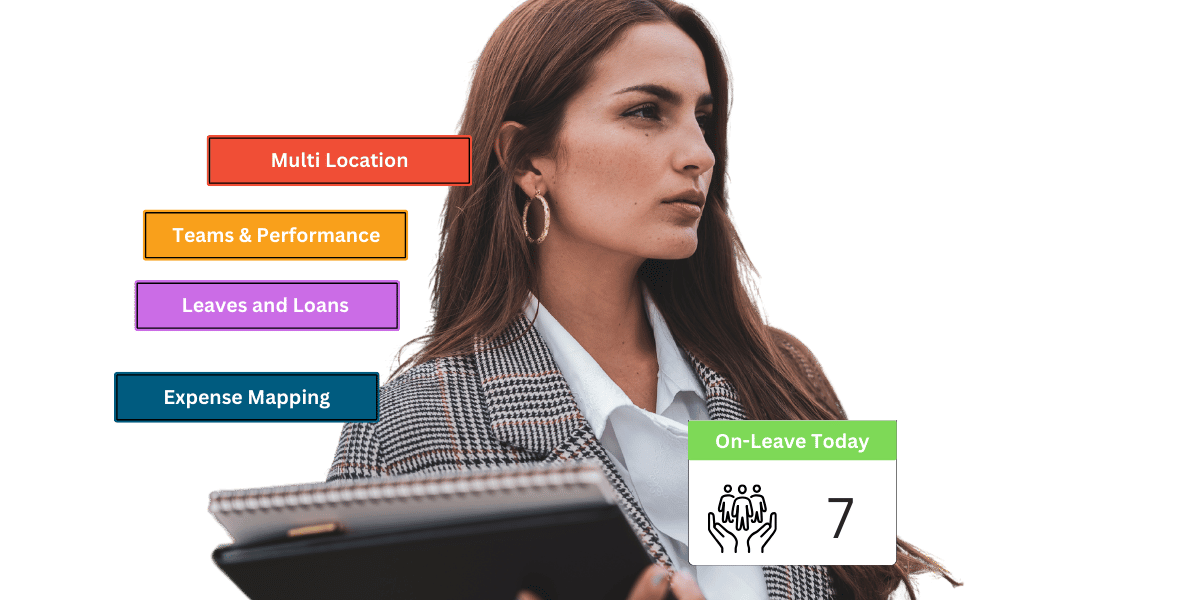 Multi Location
Teams & Performance
Leaves and Loans
Expense Mapping
On-Leave Today
7